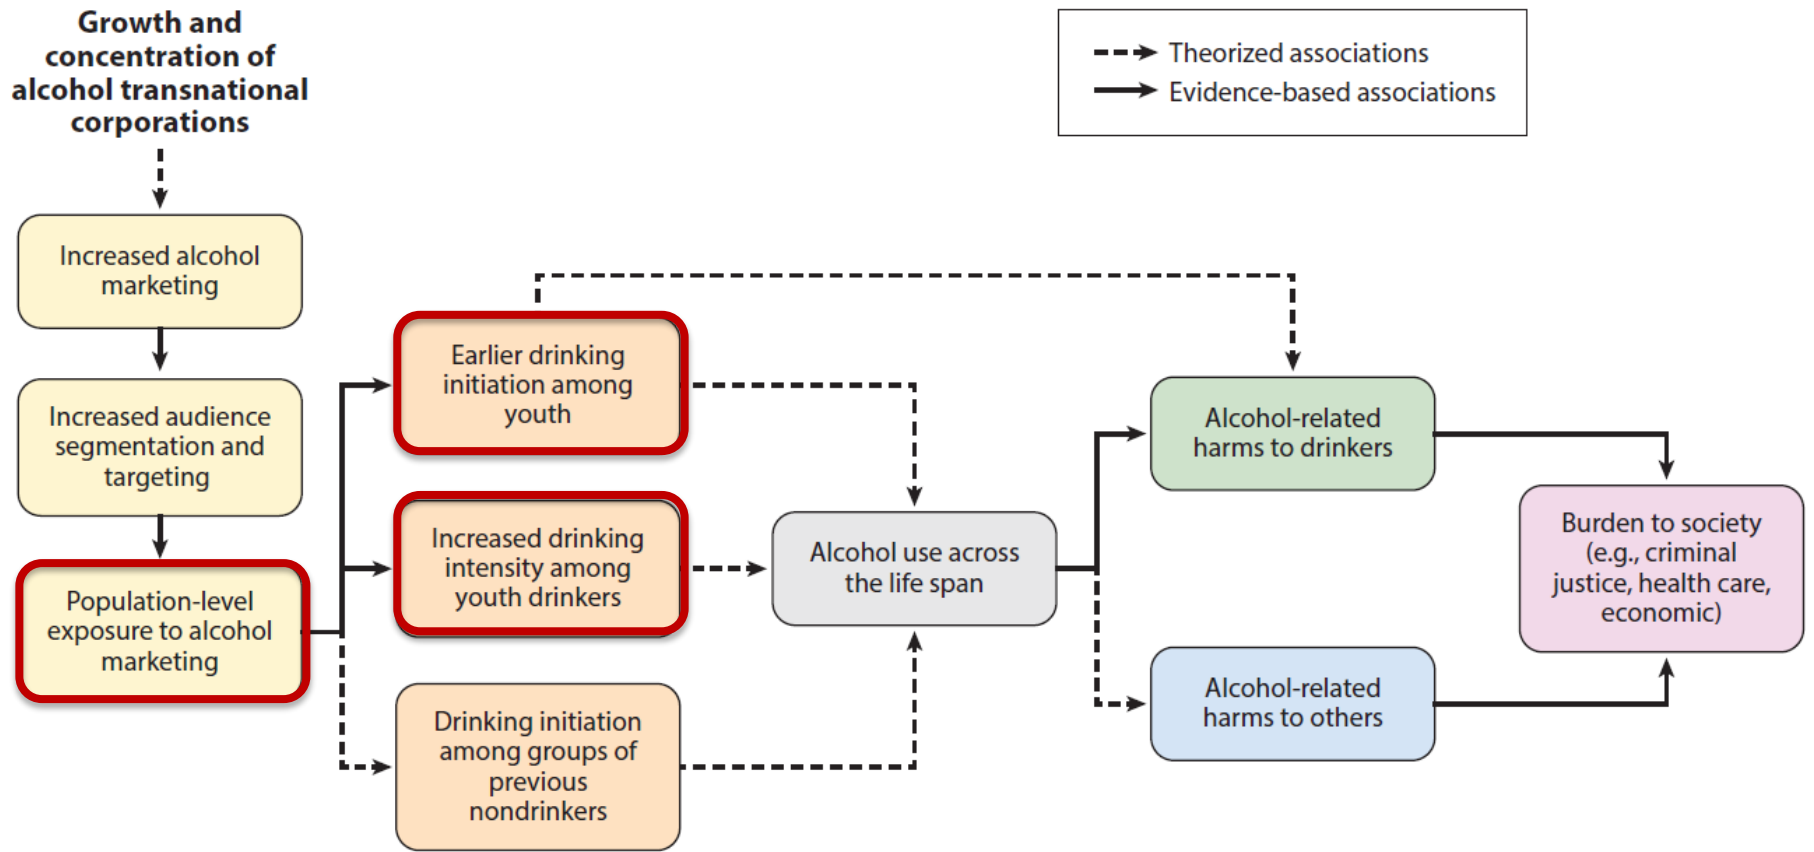 Growth and
concentration of
alcohol transnational
corporations
Theorized associations
Evidence-based associations
Increased alcohol
marketing
Increased audience
segmentation and
targeting
Population-level
exposure to alcohol
marketing
Earlier drinking
initiation among
youth
Increased drinking
intensity among
youth drinkers
Drinking initiation
among groups of
previous
nondrinkers
Alcohol use across
the life span
Alcohol-related
harms to drinkers
Alcohol-related
harms to others
Burden to society
(e.g., criminal
justice, health care,
economic)